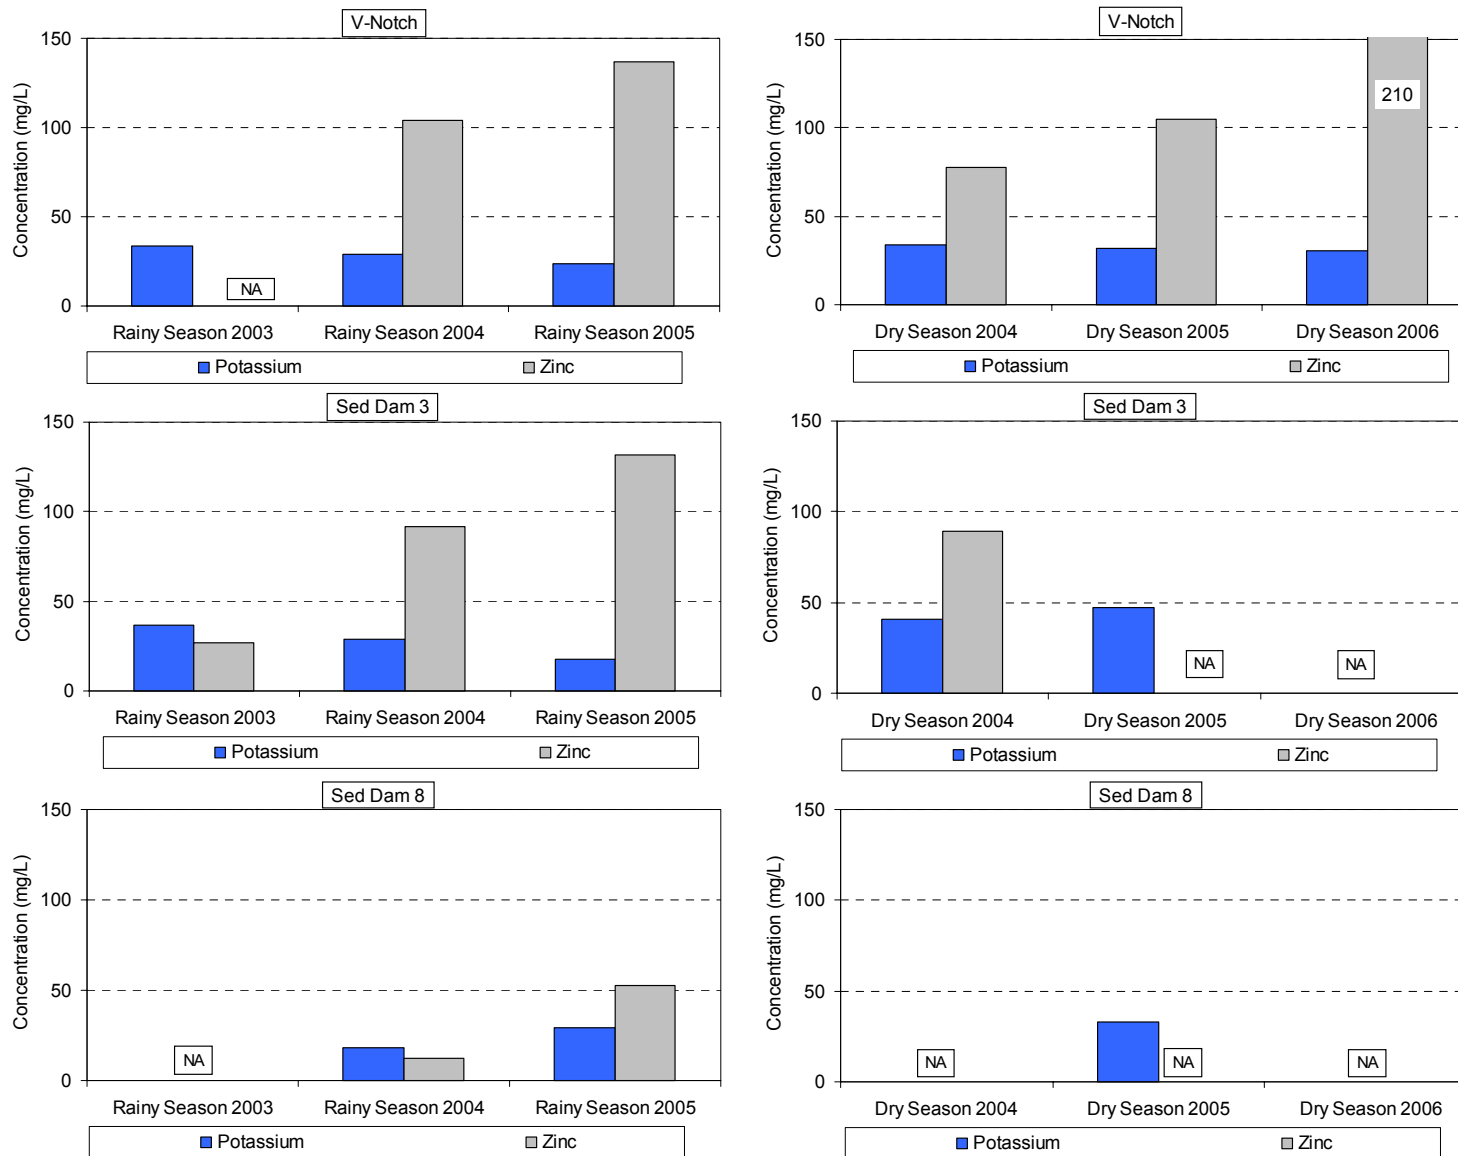 V-Notch
Concentration (mg/L)
150
100
50
0
NA
Rainy Season 2003 Rainy Season 2004 Rainy Season 2005
Potassium Zinc
V-Notch
Concentration (mg/L)
150
100
50
0
210
Dry Season 2004 Dry Season 2005 Dry Season 2006
Potassium Zinc
Sed Dam 3
Concentration (mg/L)
150
100
50
0
Rainy Season 2003 Rainy Season 2004 Rainy Season 2005
Potassium Zinc
Sed Dam 3
Concentration (mg/L)
150
100
50
0
NA NA
Dry Season 2004 Dry Season 2005 Dry Season 2006
Potassium Zinc
Sed Dam 8
Concentration (mg/L)
150
100
50
0
NA
Rainy Season 2003 Rainy Season 2004 Rainy Season 2005
Potassium Zinc
Sed Dam 8
Concentration (mg/L)
150
100
50
0
NA NA NA
Dry Season 2004 Dry Season 2005 Dry Season 2006
Potassium Zinc